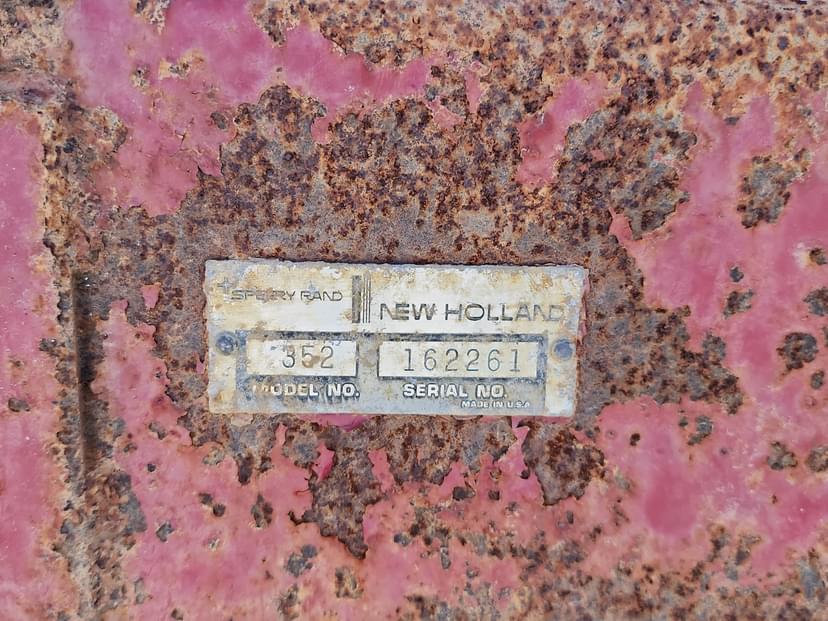 SPERRY RAND NEW HOLLAND
352 162261
MODEL NO. SERIAL NO.
MADE IN U.S.A.